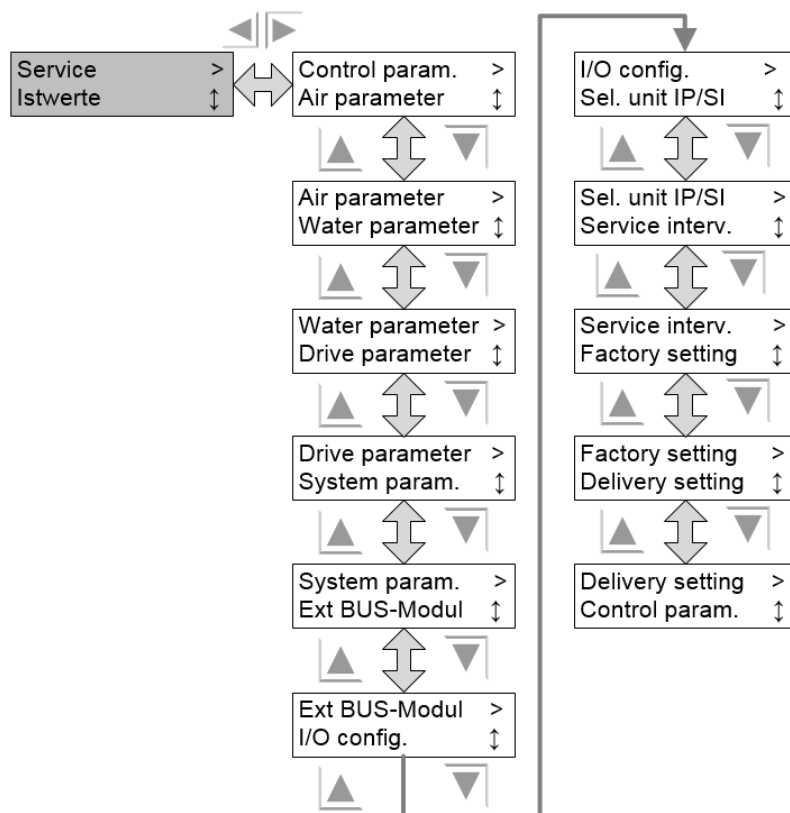 Service >
Istwerte ↕
Control param. >
Air parameter ↕
Air parameter >
Water parameter ↕
Water parameter >
Drive parameter ↕
Drive parameter >
System param. ↕
System param. >
Ext BUS-Modul ↕
Ext BUS-Modul >
I/O config. ↕
I/O config. >
Sel. unit IP/SI ↕
Sel. unit IP/SI >
Service interv. ↕
Service interv. >
Factory setting ↕
Factory setting >
Delivery setting ↕
Delivery setting >
Control param. ↕